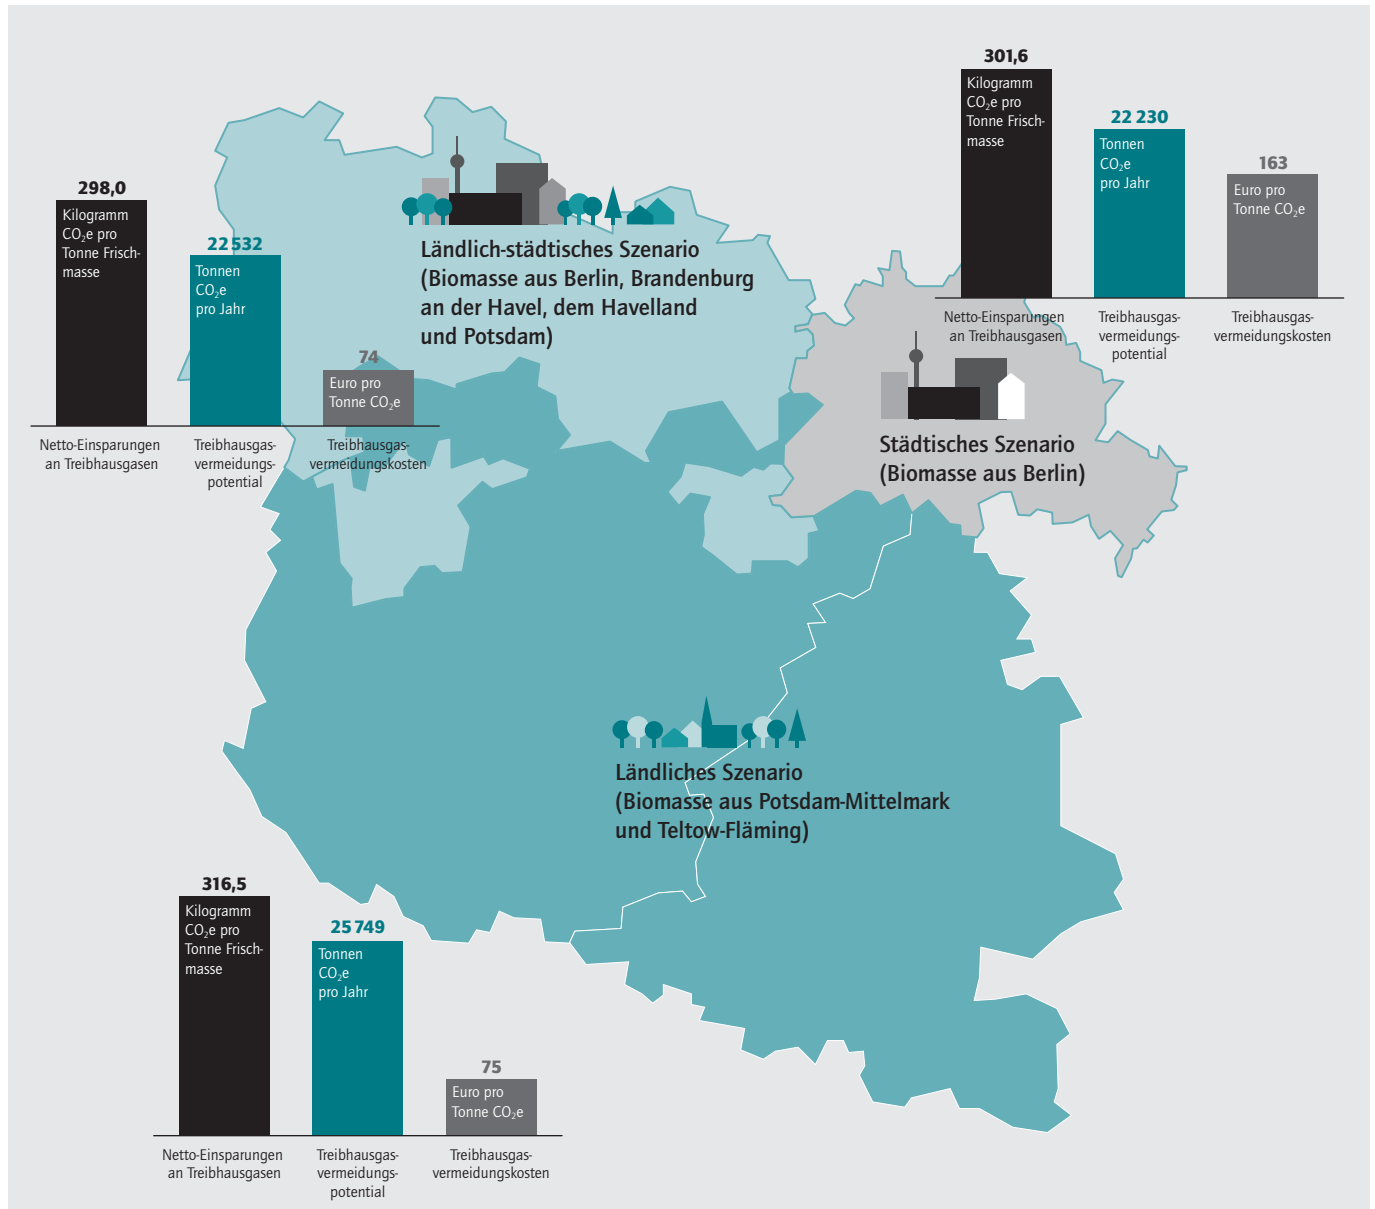 298,0
Kilogramm
CO₂e pro
Tonne Frisch-
masse
22 532
Tonnen
CO₂e
pro Jahr
74
Euro pro
Tonne CO₂e
Netto-Einsparungen
an Treibhausgasen
Treibhausgas-
vermeidungs-
potential
Treibhausgas-
vermeidungskosten
Ländlich-städtisches Szenario
(Biomasse aus Berlin, Brandenburg
an der Havel, dem Havelland
und Potsdam)
301,6
Kilogramm
CO₂e pro
Tonne Frisch-
masse
22 230
Tonnen
CO₂e
pro Jahr
163
Euro pro
Tonne CO₂e
Netto-Einsparungen
an Treibhausgasen
Treibhausgas-
vermeidungs-
potential
Treibhausgas-
vermeidungskosten
Städtisches Szenario
(Biomasse aus Berlin)
Ländliches Szenario
(Biomasse aus Potsdam-Mittelmark
und Teltow-Fläming)
316,5
Kilogramm
CO₂e pro
Tonne Frisch-
masse
25 749
Tonnen
CO₂e
pro Jahr
75
Euro pro
Tonne CO₂e
Netto-Einsparungen
an Treibhausgasen
Treibhausgas-
vermeidungs-
potential
Treibhausgas-
vermeidungskosten